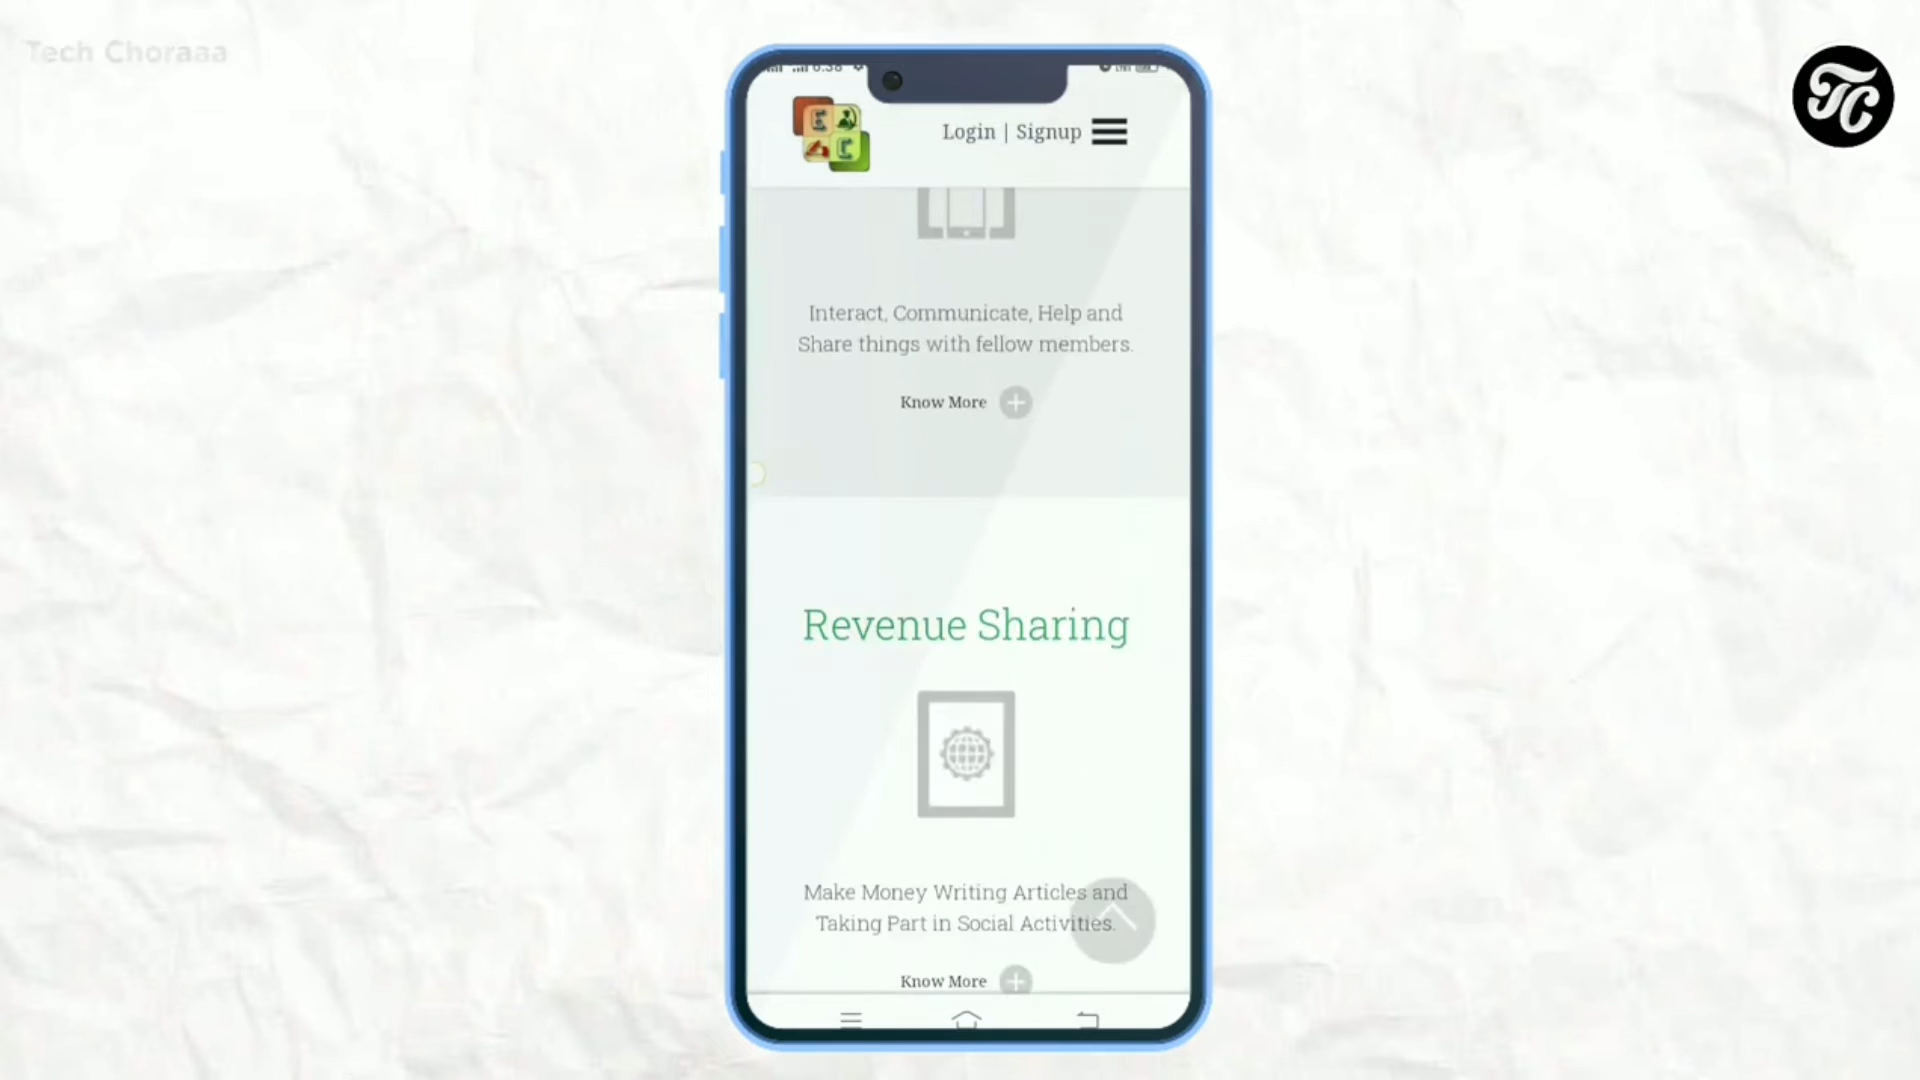 Tech Choraaa
TC
Login | Signup
Interact, Communicate, Help and
Share things with fellow members.
Know More
Revenue Sharing
Make Money Writing Articles and
Taking Part in Social Activities.
Know More